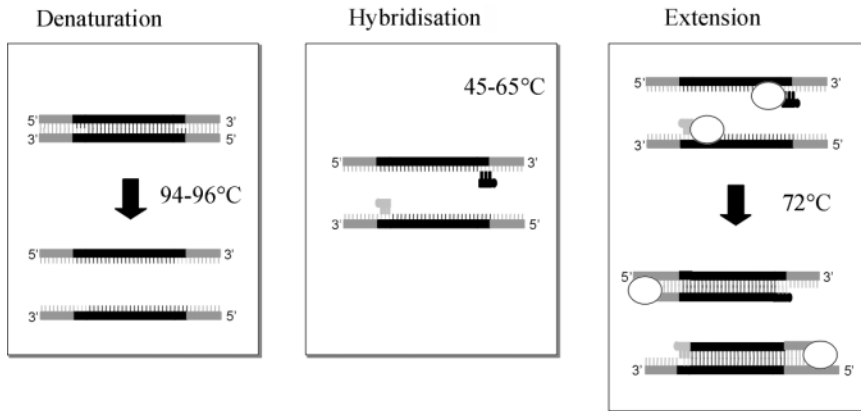 Denaturation
5' 3'
3' 5'
94-96°C
5' 3'
3' 5'
Hybridisation
45-65°C
5' 3'
3' 5'
Extension
5' 3'
3' 5'
72°C
5' 3'
3' 5'